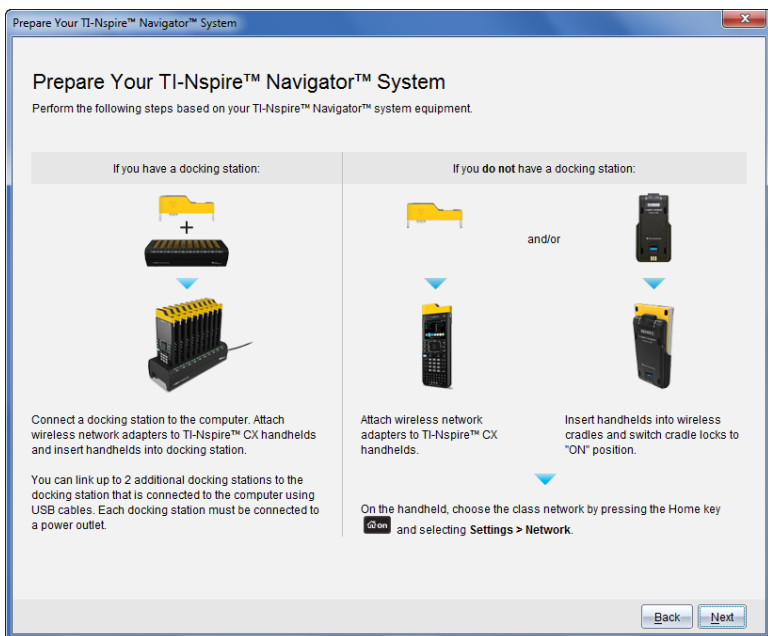 Prepare Your TI-Nspire™ Navigator™ System
Prepare Your TI-Nspire™ Navigator™ System
Perform the following steps based on your TI-Nspire™ Navigator™ system equipment.
If you have a docking station:
+
Connect a docking station to the computer. Attach
wireless network adapters to TI-Nspire™ CX handhelds
and insert handhelds into docking station.
You can link up to 2 additional docking stations to the
docking station that is connected to the computer using
USB cables. Each docking station must be connected to
a power outlet.
If you do not have a docking station:
and/or
Attach wireless network
adapters to TI-Nspire™ CX
handhelds.
Insert handhelds into wireless
cradles and switch cradle locks to
"ON" position.
On the handheld, choose the class network by pressing the Home key
on and selecting Settings > Network.
Back
Next